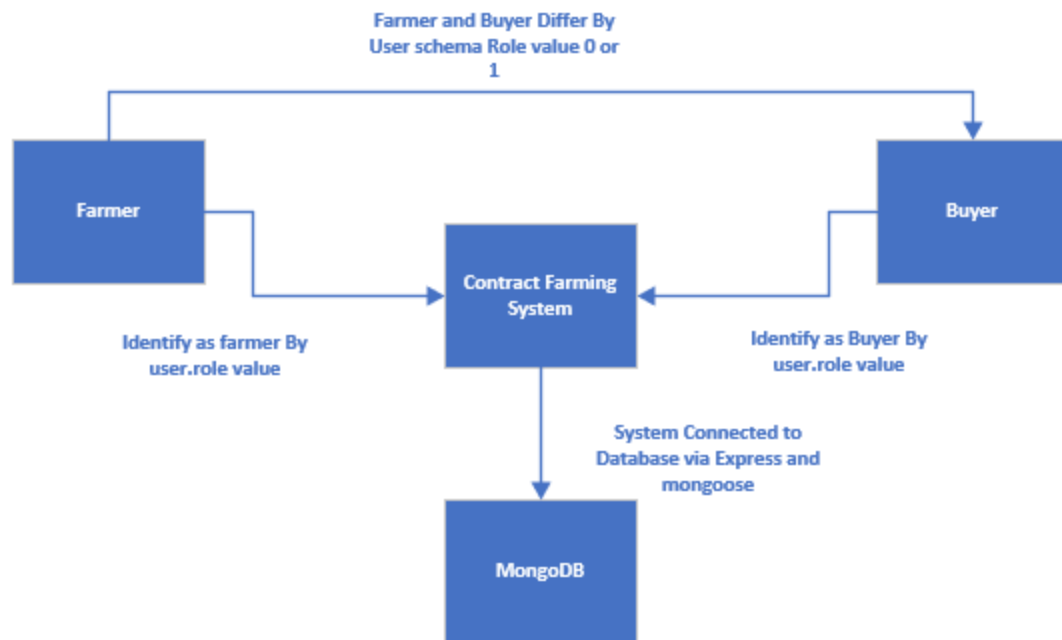 Farmer and Buyer Differ By
User schema Role value 0 or
1
Farmer
Buyer
Contract Farming
System
Identify as farmer By
user.role value
Identify as Buyer By
user.role value
System Connected to
Database via Express and
mongoose
MongoDB